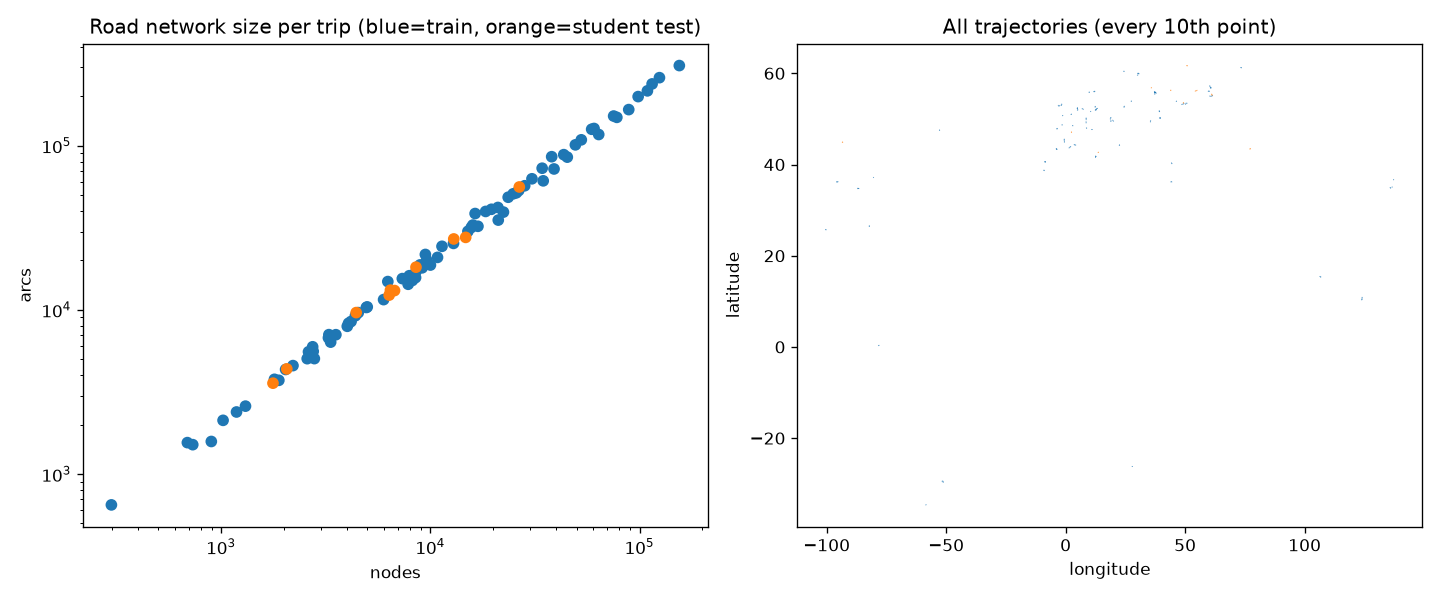 Road network size per trip (blue=train, orange=student test)
arcs
10^5
10^4
10^3
10^3
10^4
10^5
nodes
All trajectories (every 10th point)
latitude
60
40
20
0
−20
−100
−50
0
50
100
longitude